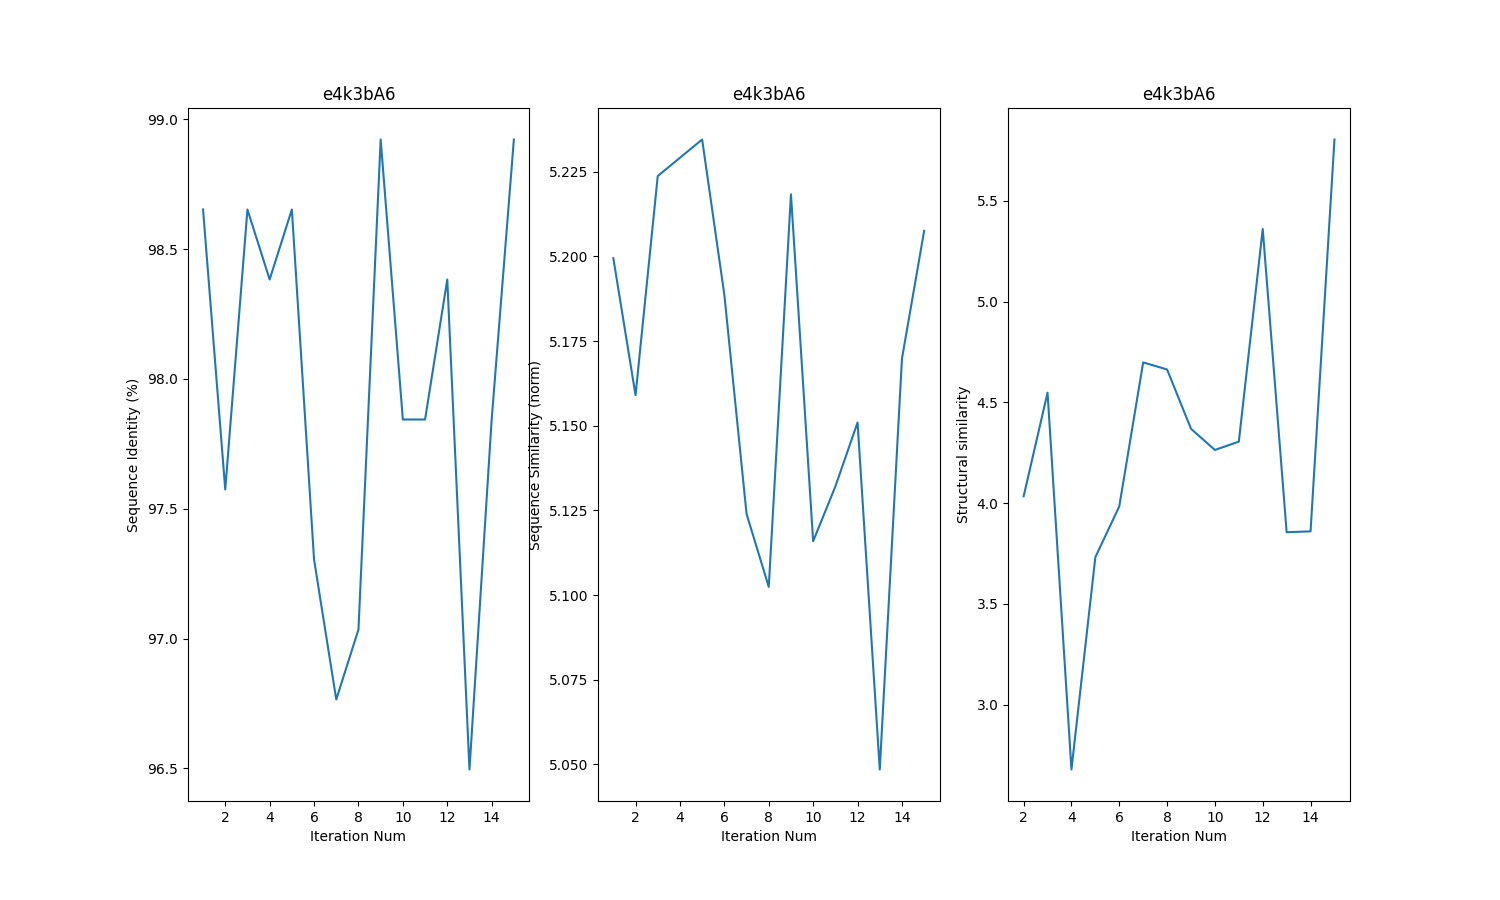 e4k3bA6
99.0
98.5
98.0
97.5
97.0
96.5
Sequence Identity (%)
2 4 6 8 10 12 14
Iteration Num
e4k3bA6
5.225
5.200
5.175
5.150
5.125
5.100
5.075
5.050
Sequence Similarity (norm)
2 4 6 8 10 12 14
Iteration Num
e4k3bA6
5.5
5.0
4.5
4.0
3.5
3.0
Structural similarity
2 4 6 8 10 12 14
Iteration Num